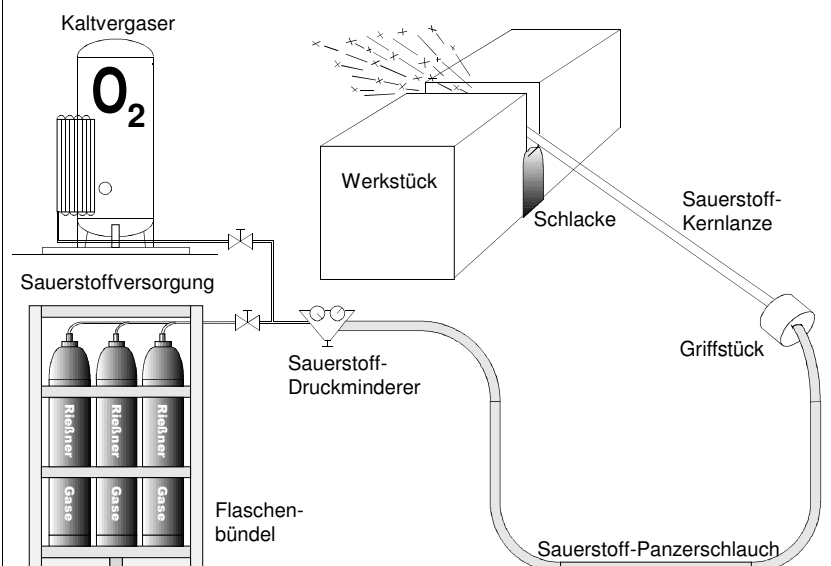 Kaltvergaser
O2
Werkstück
Sauerstoff-
Kernlanze
Schlacke
Sauerstoffversorgung
Griffstück
Sauerstoff-
Druckminderer
Rießner
Gase
Rießner
Gase
Rießner
Gase
Flaschen-
bündel
Sauerstoff-Panzerschlauch